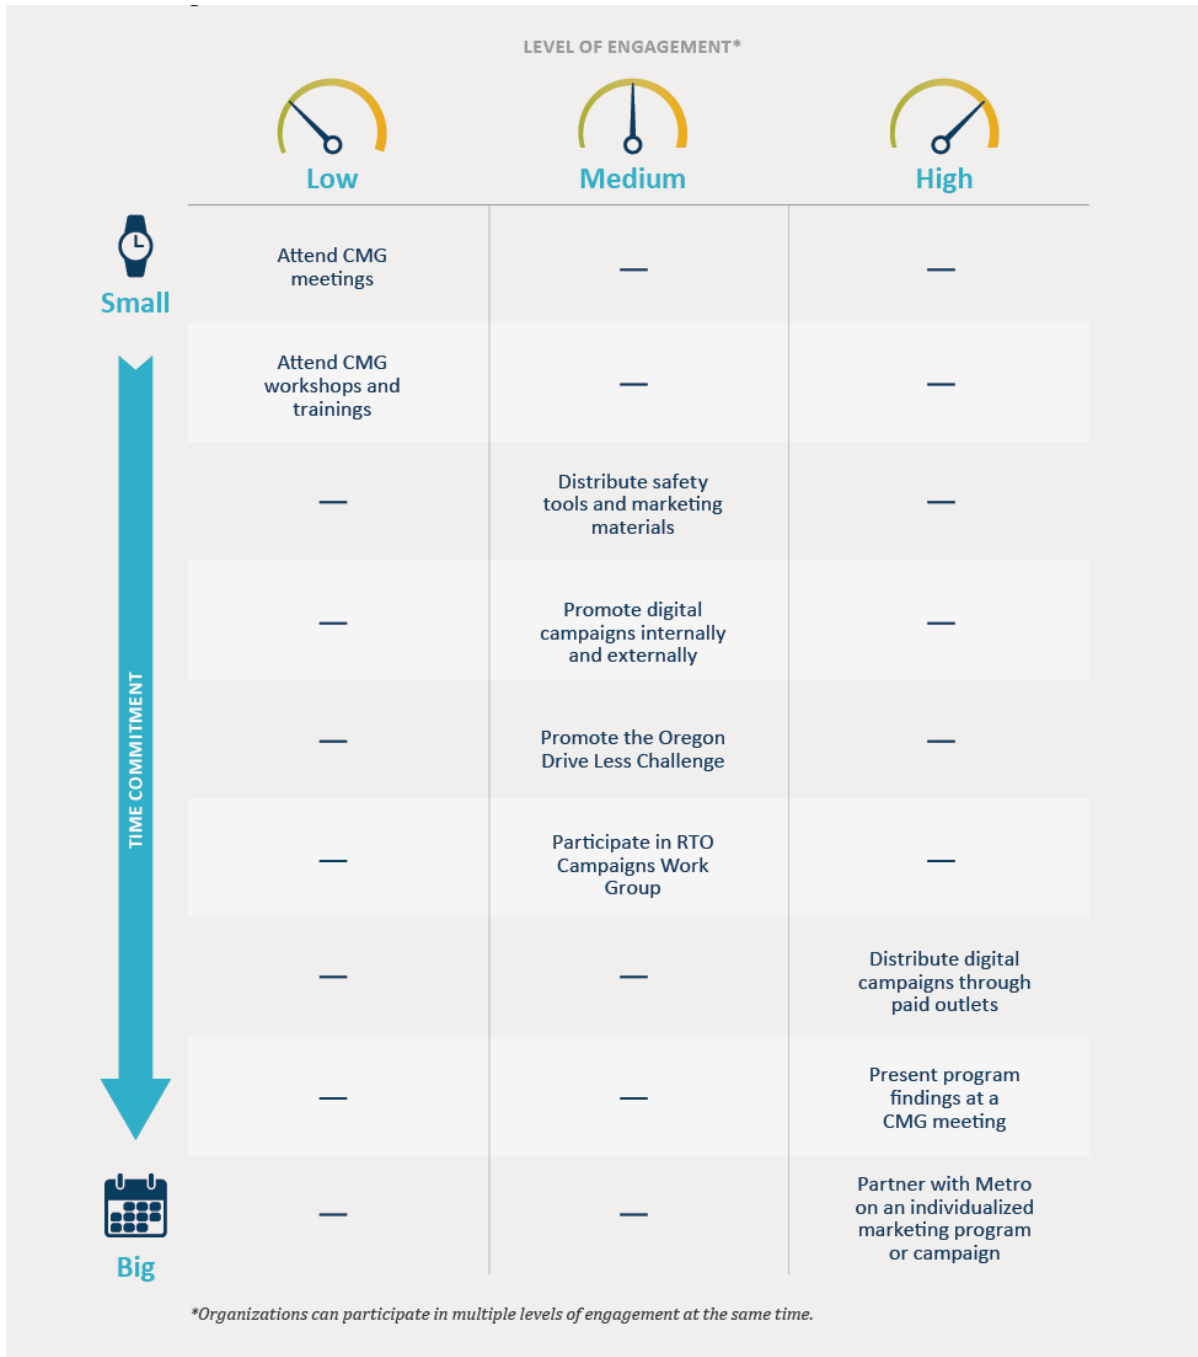 LEVEL OF ENGAGEMENT*
Low
Medium
High
Small
Attend CMG
meetings
—
—
Attend CMG
workshops and
trainings
—
—
—
Distribute safety
tools and marketing
materials
—
—
Promote digital
campaigns internally
and externally
—
TIME COMMITMENT
—
Promote the Oregon
Drive Less Challenge
—
—
Participate in RTO
Campaigns Work
Group
—
—
—
Distribute digital
campaigns through
paid outlets
—
—
Present program
findings at a
CMG meeting
Big
—
—
Partner with Metro
on an individualized
marketing program
or campaign
*Organizations can participate in multiple levels of engagement at the same time.